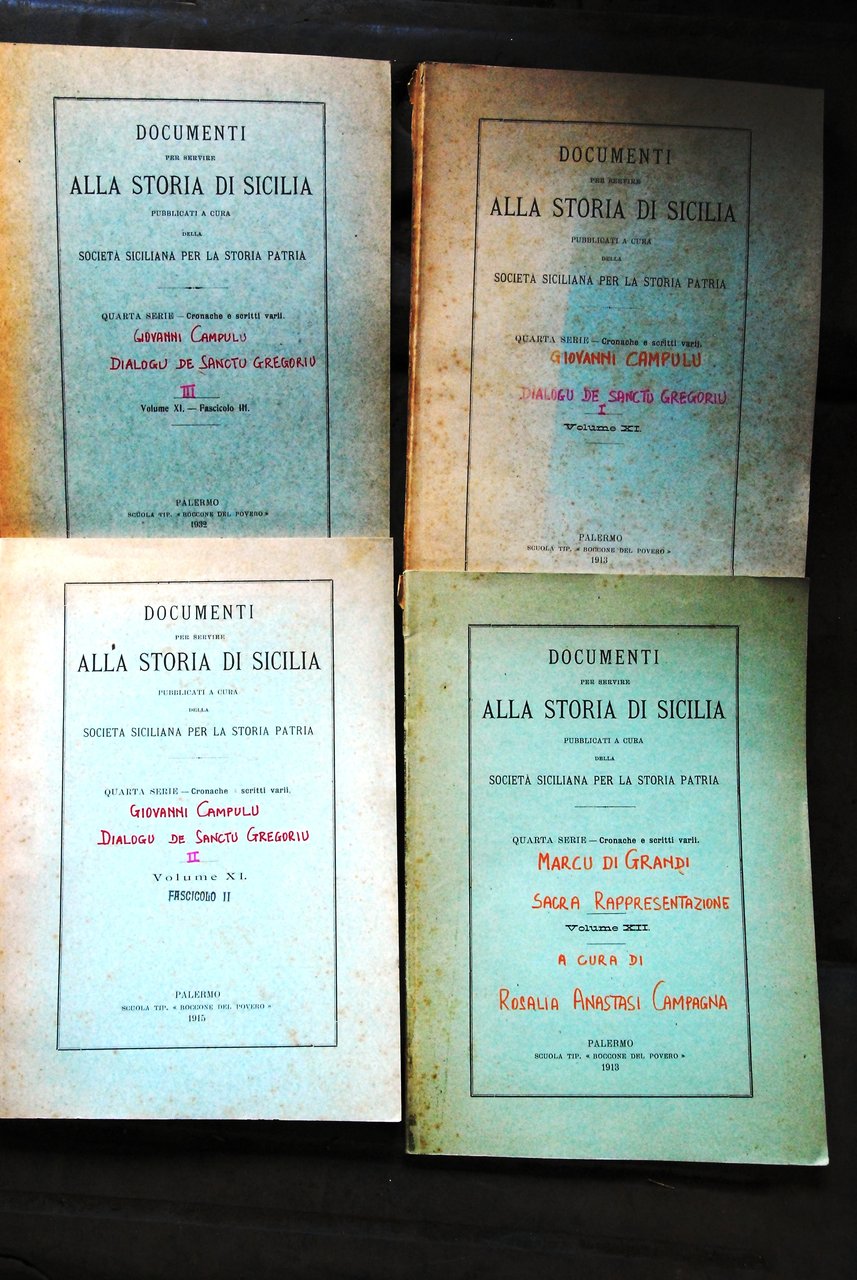 DOCUMENTI
PER SERVIRE
ALLA STORIA DI SICILIA
PUBBLICATI A CURA
DELLA
SOCIETÀ SICILIANA PER LA STORIA PATRIA
QUARTA SERIE — Cronache e scritti varii.
GIOVANNI CAMPULU
DIALOGU DE SANCTU GREGORIU
III
Volume XI. — Fascicolo III.
PALERMO
SCUOLA TIP. « BOCCONE DEL POVERO »
1932
DOCUMENTI
PER SERVIRE
ALLA STORIA DI SICILIA
PUBBLICATI A CURA
DELLA
SOCIETÀ SICILIANA PER LA STORIA PATRIA
QUARTA SERIE — Cronache e scritti varii.
GIOVANNI CAMPULU
DIALOGU DE SANCTU GREGORIU
I
Volume XI.
PALERMO
SCUOLA TIP. « BOCCONE DEL POVERO »
1913
DOCUMENTI
PER SERVIRE
ALLA STORIA DI SICILIA
PUBBLICATI A CURA
DELLA
SOCIETÀ SICILIANA PER LA STORIA PATRIA
QUARTA SERIE — Cronache e scritti varii.
GIOVANNI CAMPULU
DIALOGU DE SANCTU GREGORIU
II
Volume XI.
FASCICOLO II
PALERMO
SCUOLA TIP. « BOCCONE DEL POVERO »
1915
DOCUMENTI
PER SERVIRE
ALLA STORIA DI SICILIA
PUBBLICATI A CURA
DELLA
SOCIETÀ SICILIANA PER LA STORIA PATRIA
QUARTA SERIE — Cronache e scritti varii.
MARCU DI GRANDI
SACRA RAPPRESENTAZIONE
Volume XII.
A CURA DI
ROSALIA ANASTASI CAMPAGNA
PALERMO
SCUOLA TIP. « BOCCONE DEL POVERO »
1913